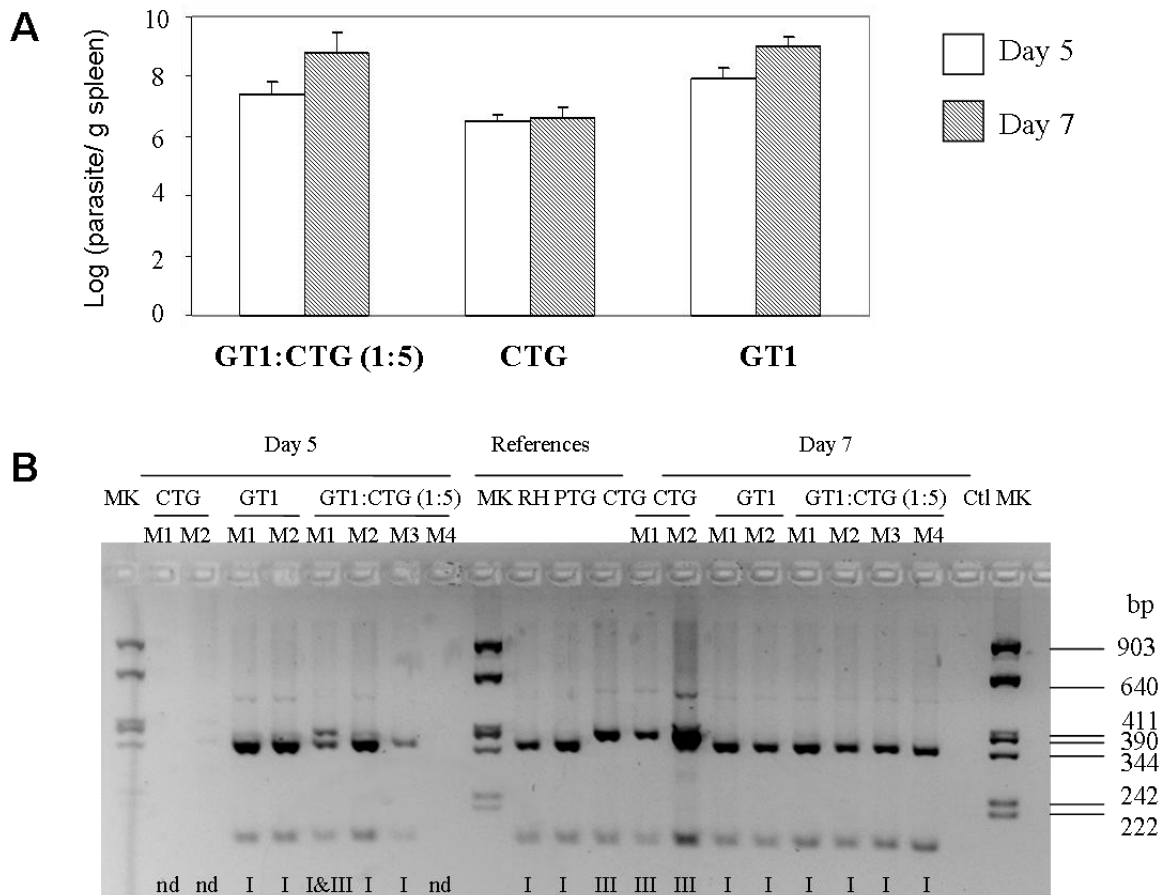 A
10
8
6
4
2
0
Log (parasite/ g spleen)
GT1:CTG (1:5)
CTG
GT1
Day 5
Day 7
B
Day 5
References
Day 7
MK CTG GT1 GT1:CTG (1:5) MK RH PTG CTG CTG GT1 GT1:CTG (1:5) Ctl MK
M1 M2 M1 M2 M1 M2 M3 M4 M1 M2 M1 M2 M1 M2 M3 M4
bp
903
640
411
390
344
242
222
nd nd I I I&III I I nd I I III III III I I I I I I